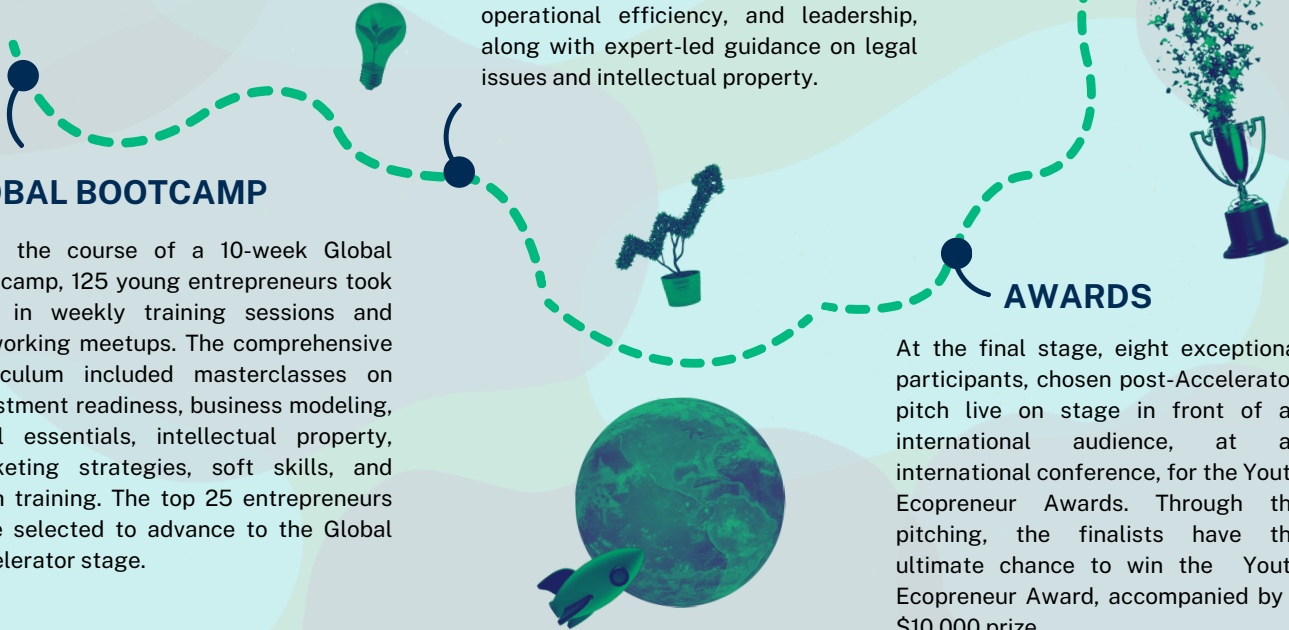 operational efficiency, and leadership,
along with expert-led guidance on legal
issues and intellectual property.
BAL BOOTCAMP
the course of a 10-week Global
camp, 125 young entrepreneurs took
in weekly training sessions and
working meetups. The comprehensive
culum included masterclasses on
stment readiness, business modeling,
l essentials, intellectual property,
keting strategies, soft skills, and
h training. The top 25 entrepreneurs
e selected to advance to the Global
elerator stage.
AWARDS
At the final stage, eight exceptiona
participants, chosen post-Accelerato
pitch live on stage in front of a
international audience, at a
international conference, for the Yout
Ecopreneur Awards. Through th
pitching, the finalists have th
ultimate chance to win the Yout
Ecopreneur Award, accompanied by
$10,000 prize